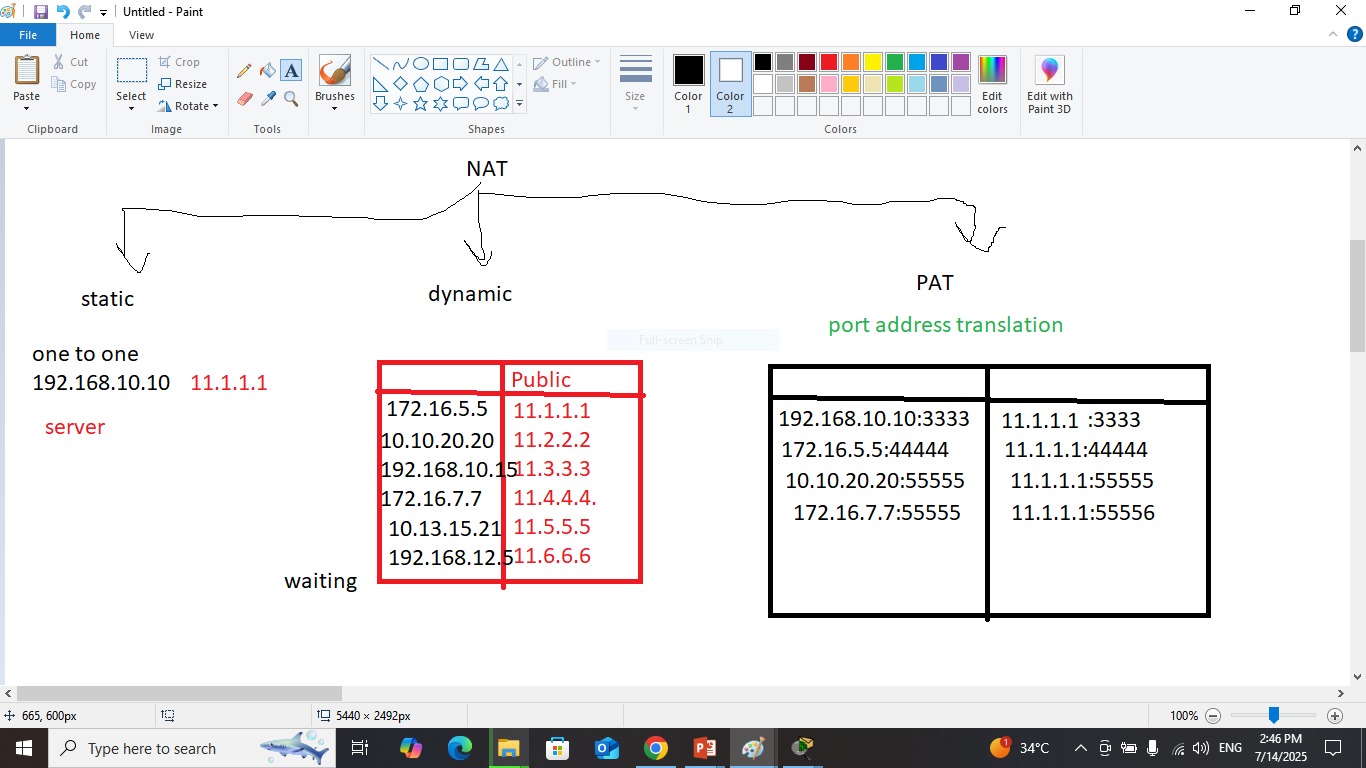 Untitled - Paint
File
Home
View
Paste
Cut
Copy
Clipboard
Select
Crop
Resize
Rotate
Image
A
Tools
Brushes
Shapes
Outline
Fill
Size
Color
1
Color
2
Edit
colors
Colors
Edit with
Paint 3D
NAT
static
dynamic
PAT
port address translation
Full-screen Snip
one to one
192.168.10.10 11.1.1.1
server
Public
172.16.5.5 11.1.1.1
10.10.20.20 11.2.2.2
192.168.10.15 11.3.3.3
172.16.7.7 11.4.4.4.
10.13.15.21 11.5.5.5
192.168.12.5 11.6.6.6
waiting
192.168.10.10:3333 11.1.1.1 :3333
172.16.5.5:44444 11.1.1.1:44444
10.10.20.20:55555 11.1.1.1:55555
172.16.7.7:55555 11.1.1.1:55556
665, 600px
5440 × 2492px
100%
Type here to search
34°C
ENG
2:46 PM
7/14/2025